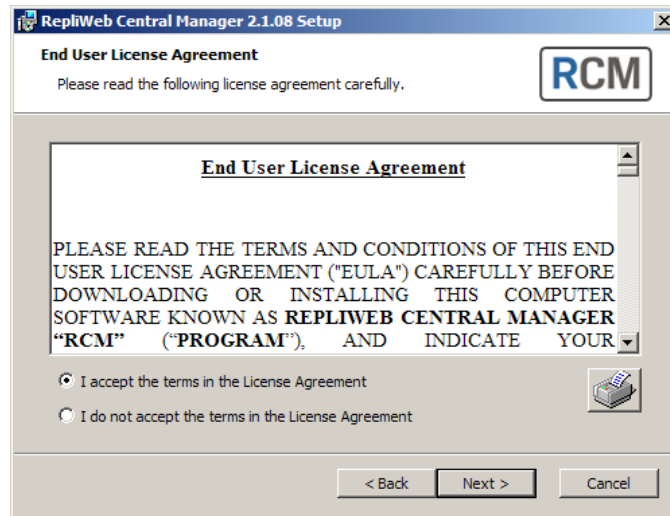 RepliWeb Central Manager 2.1.08 Setup
End User License Agreement
Please read the following license agreement carefully.
RCM
End User License Agreement
PLEASE READ THE TERMS AND CONDITIONS OF THIS END
USER LICENSE AGREEMENT ("EULA") CAREFULLY BEFORE
DOWNLOADING OR INSTALLING THIS COMPUTER
SOFTWARE KNOWN AS REPLIWEB CENTRAL MANAGER
“RCM” (“PROGRAM”), AND INDICATE YOUR
I accept the terms in the License Agreement
I do not accept the terms in the License Agreement
< Back Next > Cancel